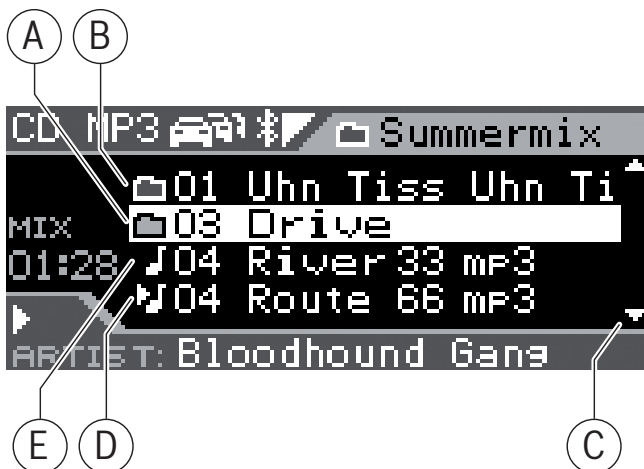 A B
CD MP3 Summermix
01 Uhn Tiss Uhn Ti
MIX 03 Drive
01:28 04 River 33 mp3
04 Route 66 mp3
ARTIST: Bloodhound Gang
E D C